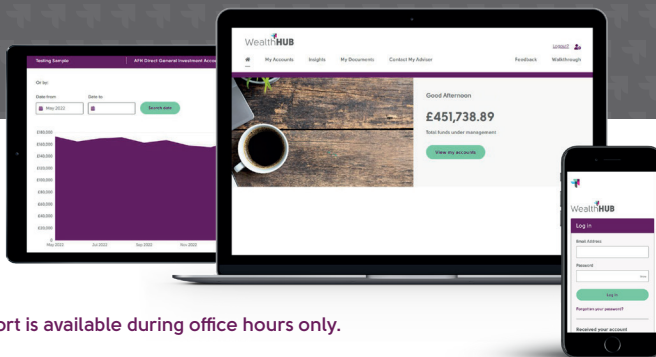 Testing Sample
AFH Direct General Investment Accou
Or by:
Date from
Date to
May 2022
£180,000
£160,000
£140,000
£120,000
£100,000
£80,000
£60,000
£40,000
£20,000
0
May 2022
Jul 2022
Sep 2022
Nov 2022
WealthHUB
Logout
My Accounts
Insights
My Documents
Contact My Adviser
Feedback
Walkthrough
Good Afternoon
£451,738.89
Total funds under management
View my accounts
WealthHUB
Log in
Email Address
Password
Log in
Forgotten your password?
Received your account
ort is available during office hours only.